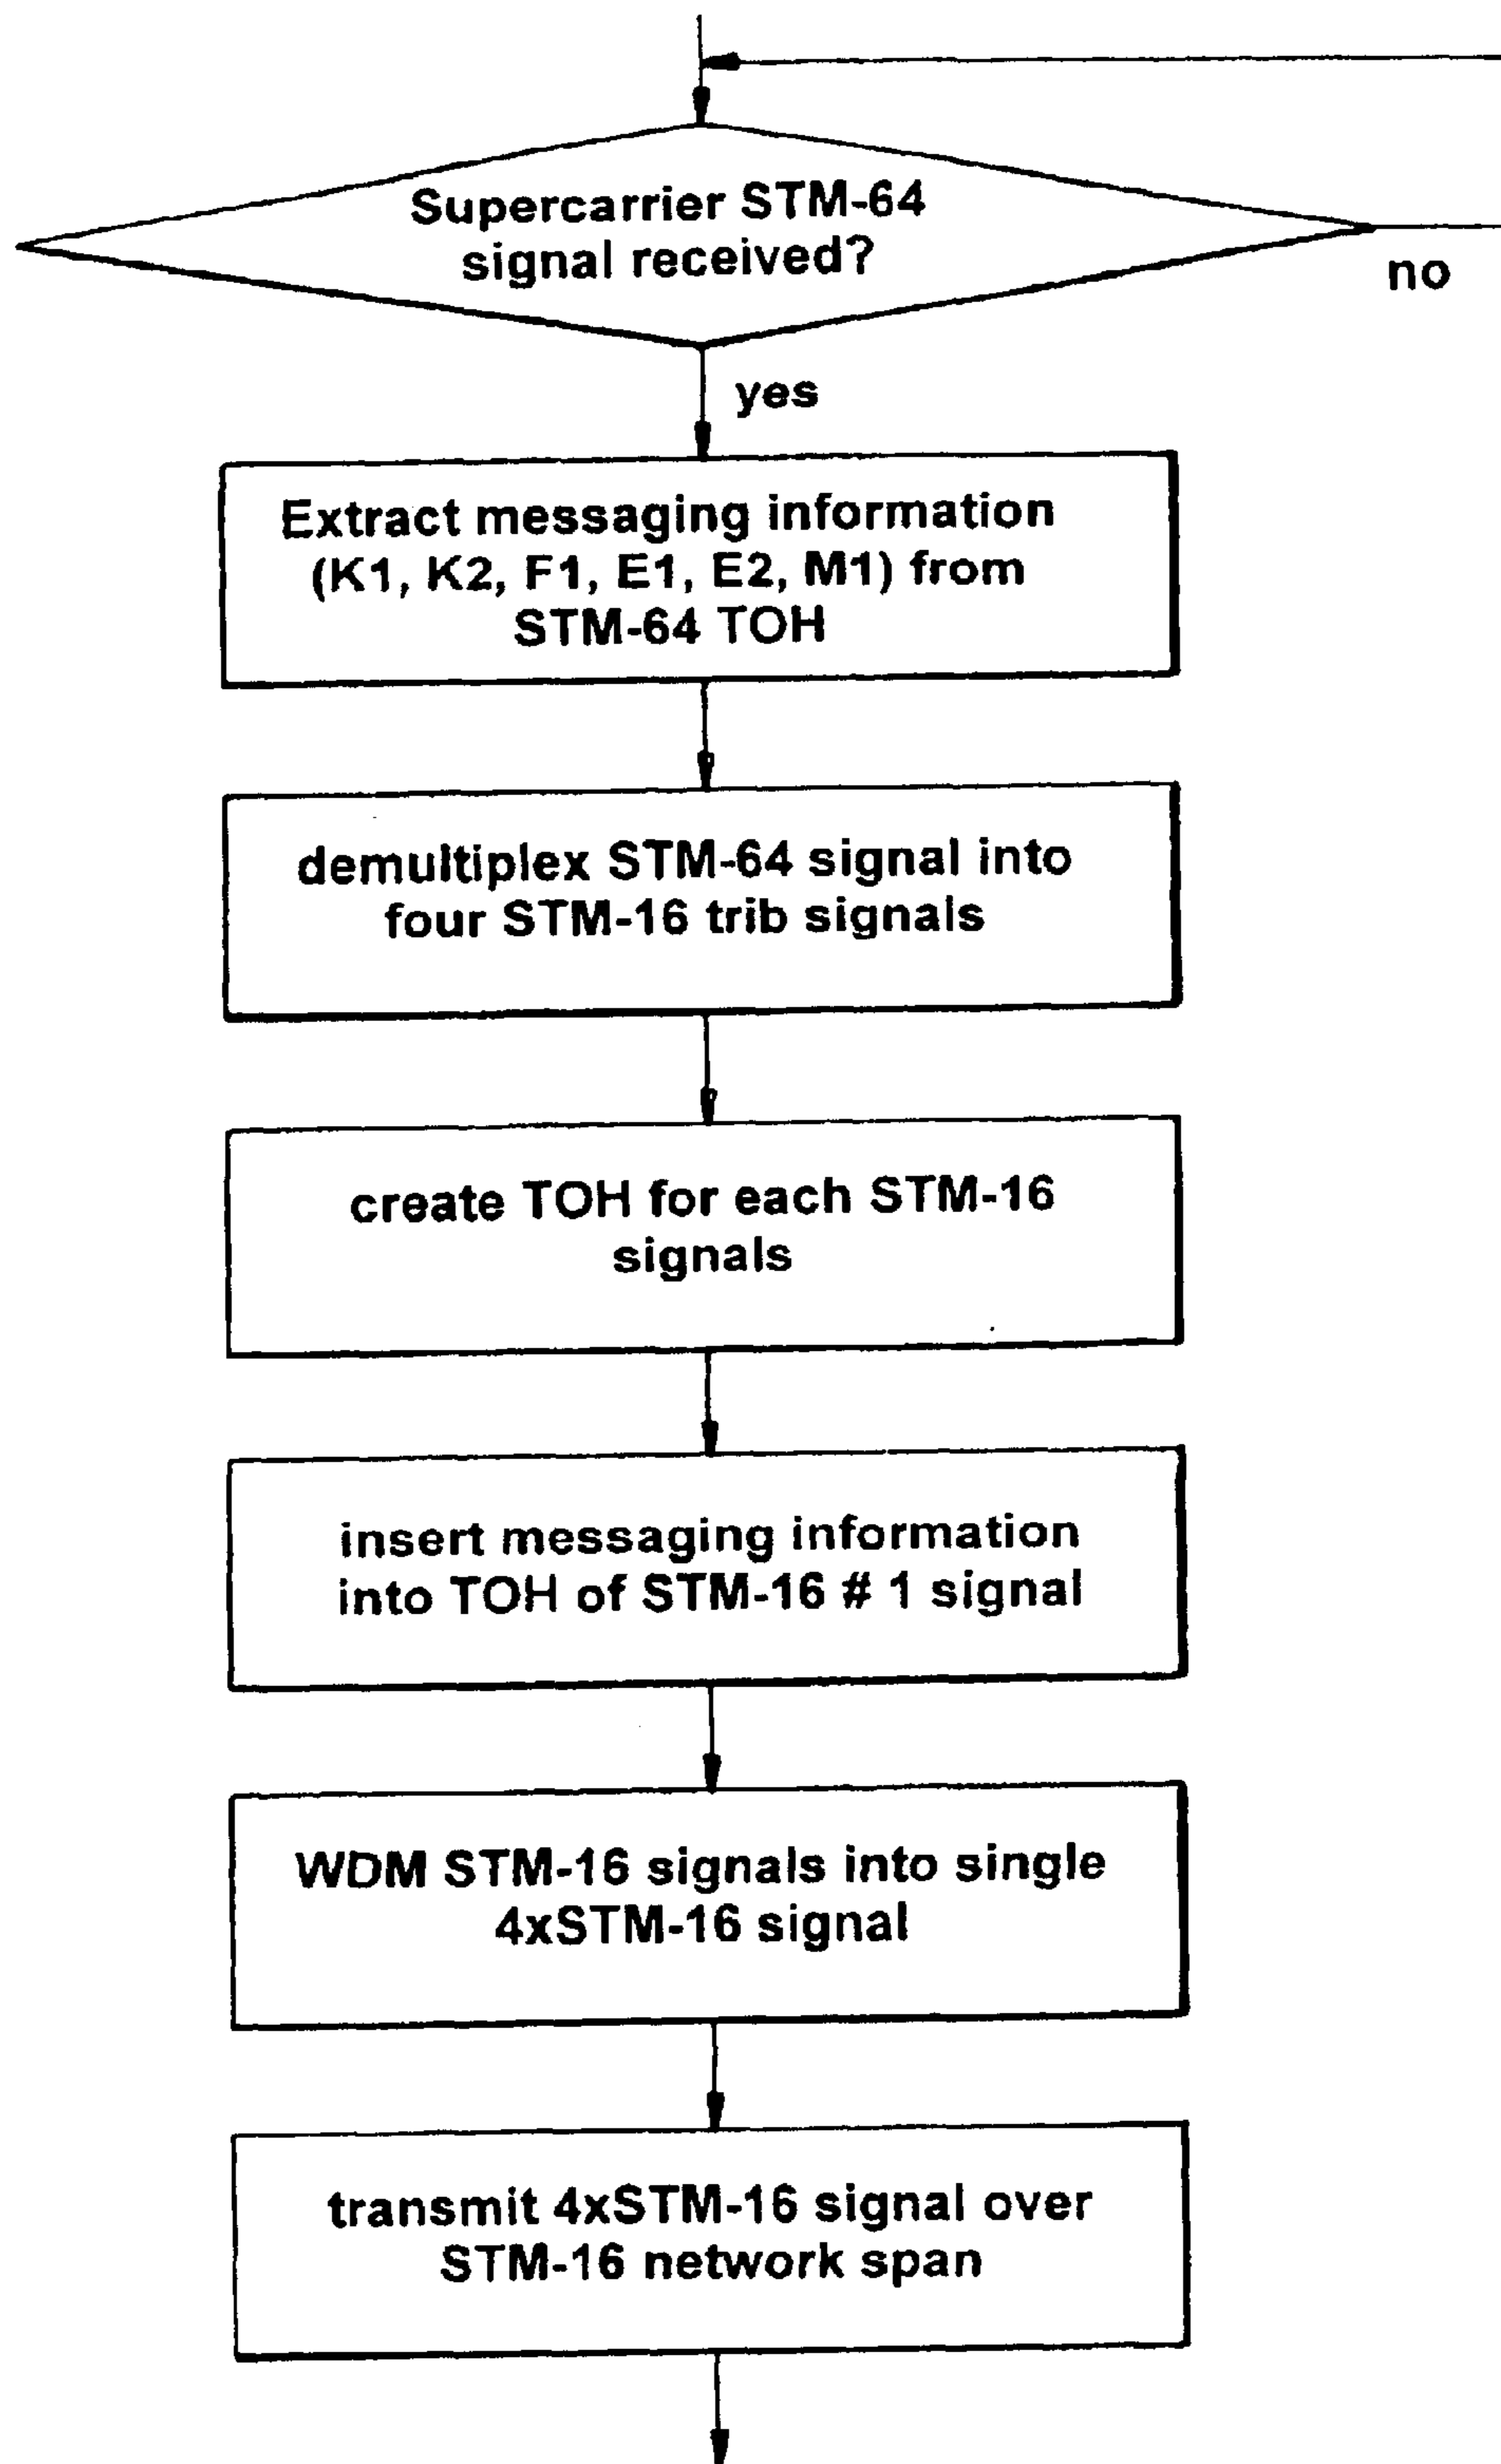 Supercarrier STM-64
signal received?
no
yes
Extract messaging information
(K1, K2, F1, E1, E2, M1) from
STM-64 TOH
demultiplex STM-64 signal into
four STM-16 trib signals
create TOH for each STM-16
signals
insert messaging information
into TOH of STM-16 # 1 signal
WDM STM-16 signals into single
4xSTM-16 signal
transmit 4xSTM-16 signal over
STM-16 network span